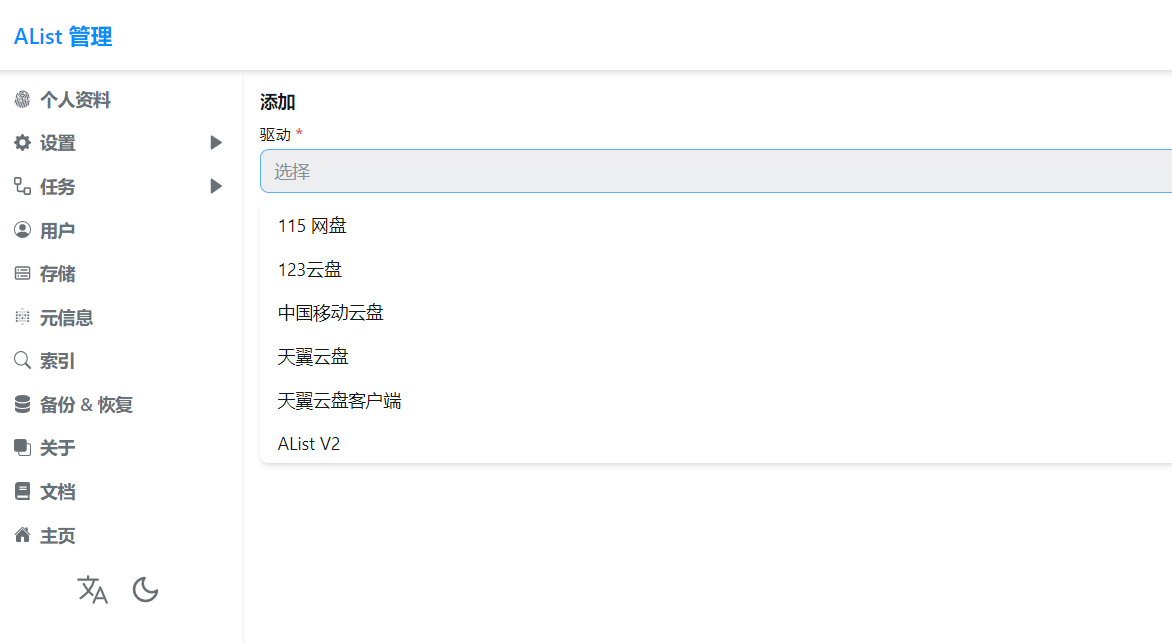 AList 管理
个人资料
设置
任务
用户
存储
元信息
索引
备份 & 恢复
关于
文档
主页
添加
驱动 *
选择
115 网盘
123云盘
中国移动云盘
天翼云盘
天翼云盘客户端
AList V2